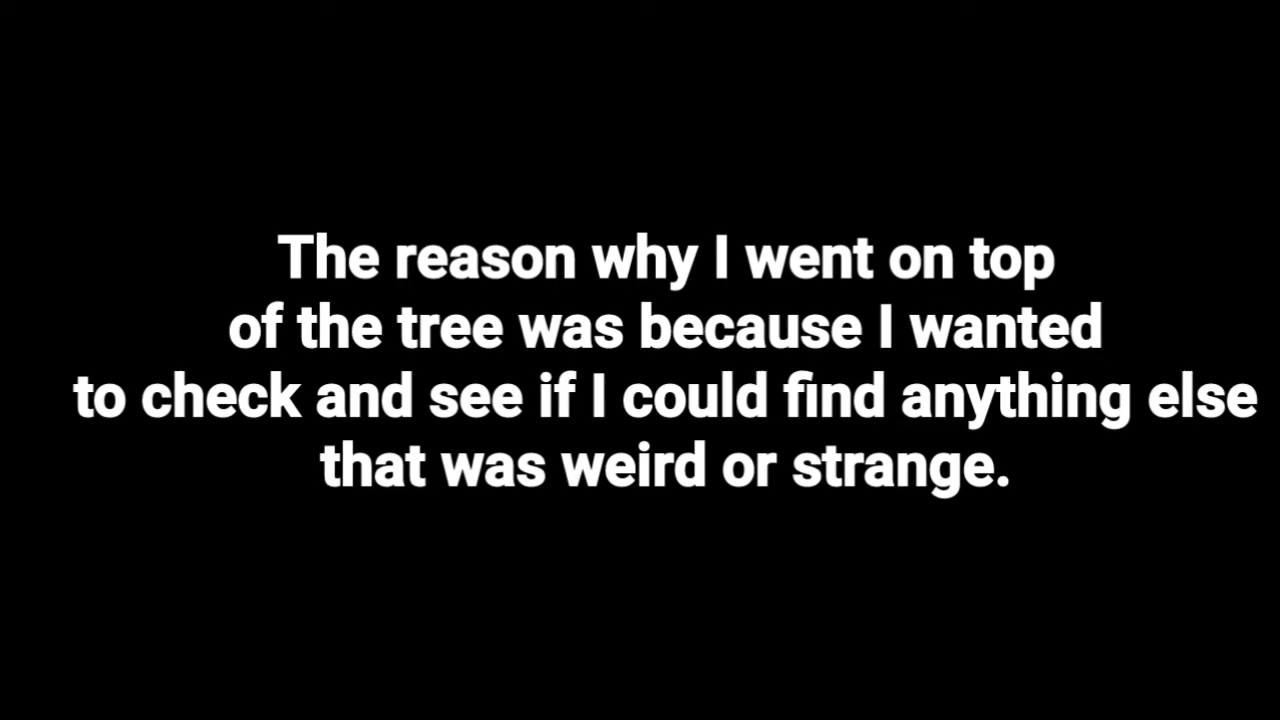 The reason why I went on top
of the tree was because I wanted
to check and see if I could find anything else
that was weird or strange.